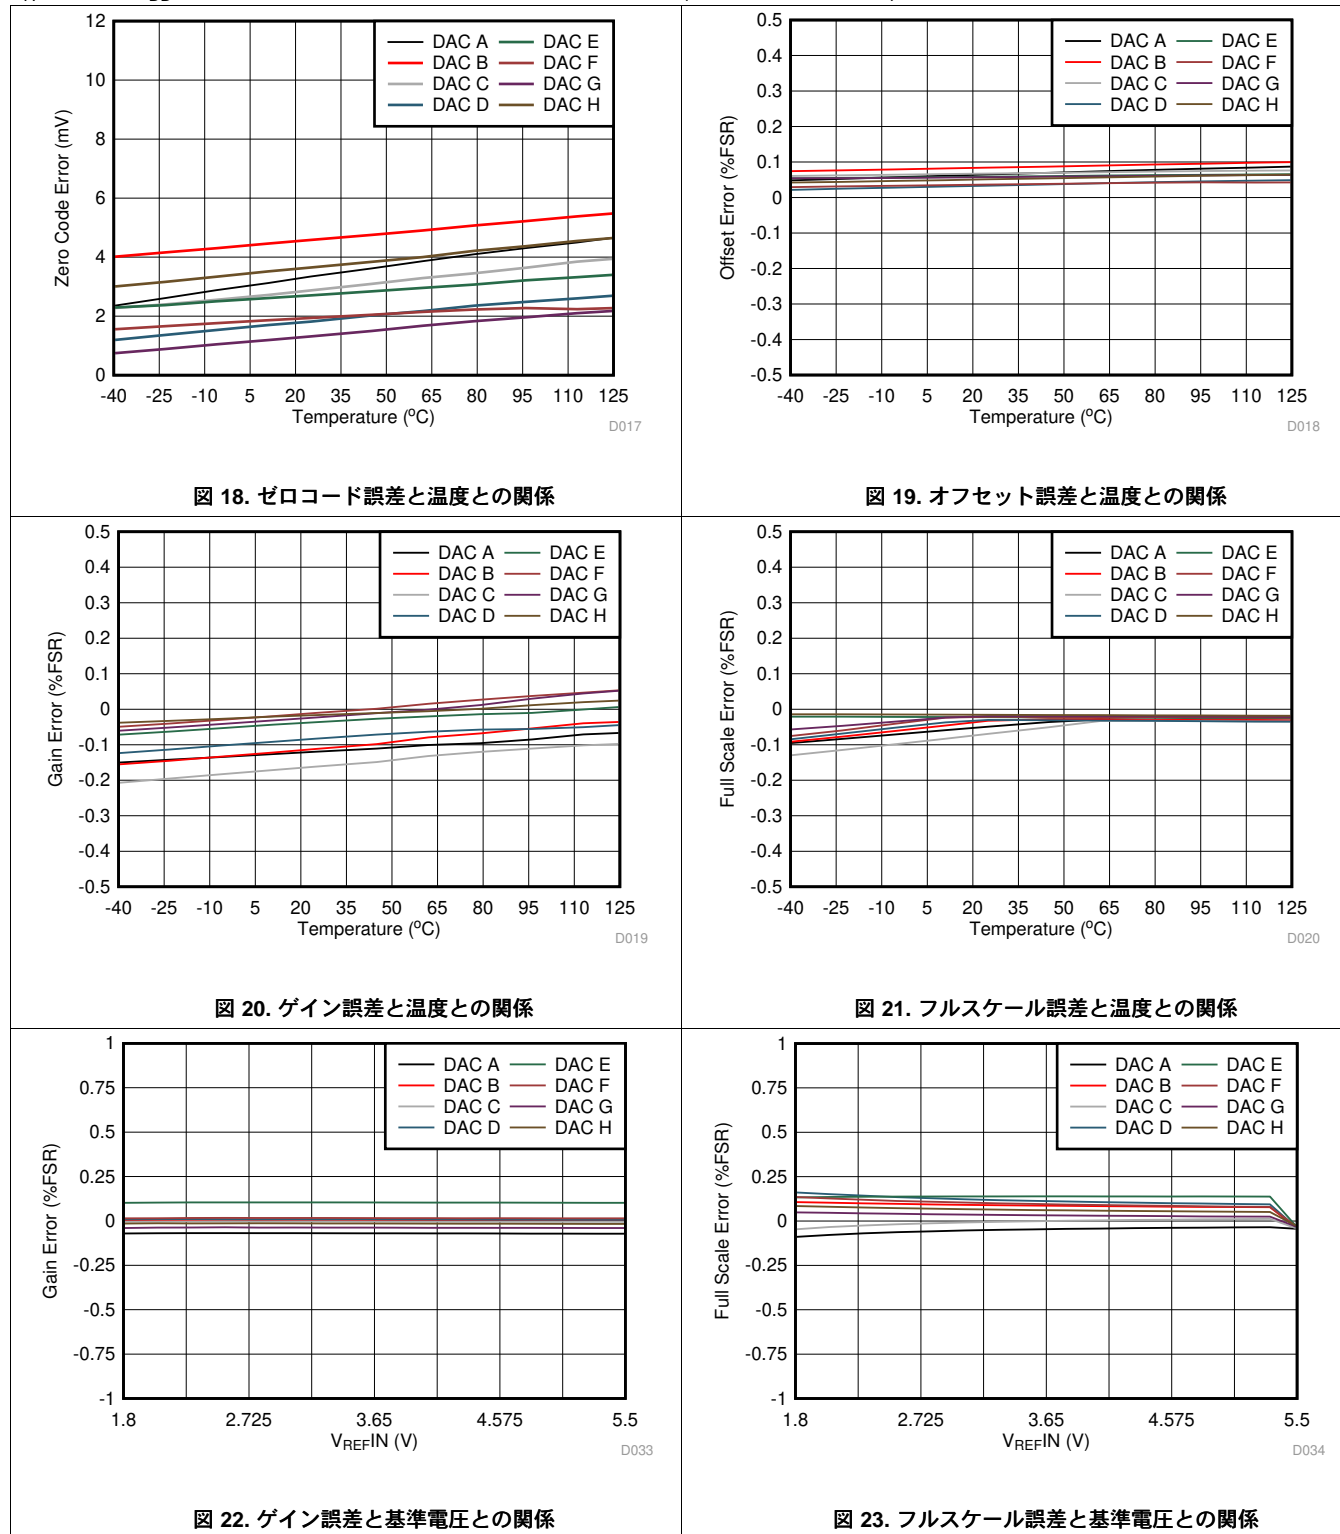 12
10
8
6
4
2
0
Zero Code Error (mV)
DAC A
DAC B
DAC C
DAC D
DAC E
DAC F
DAC G
DAC H
-40 -25 -10 5 20 35 50 65 80 95 110 125
Temperature (°C)
D017
図 18. ゼロコード誤差と温度との関係
0.5
0.4
0.3
0.2
0.1
0
-0.1
-0.2
-0.3
-0.4
-0.5
Offset Error (%FSR)
DAC A
DAC B
DAC C
DAC D
DAC E
DAC F
DAC G
DAC H
-40 -25 -10 5 20 35 50 65 80 95 110 125
Temperature (°C)
D018
図 19. オフセット誤差と温度との関係
0.5
0.4
0.3
0.2
0.1
0
-0.1
-0.2
-0.3
-0.4
-0.5
Gain Error (%FSR)
DAC A
DAC B
DAC C
DAC D
DAC E
DAC F
DAC G
DAC H
-40 -25 -10 5 20 35 50 65 80 95 110 125
Temperature (°C)
D019
図 20. ゲイン誤差と温度との関係
0.5
0.4
0.3
0.2
0.1
0
-0.1
-0.2
-0.3
-0.4
-0.5
Full Scale Error (%FSR)
DAC A
DAC B
DAC C
DAC D
DAC E
DAC F
DAC G
DAC H
-40 -25 -10 5 20 35 50 65 80 95 110 125
Temperature (°C)
D020
図 21. フルスケール誤差と温度との関係
1
0.75
0.5
0.25
0
-0.25
-0.5
-0.75
-1
Gain Error (%FSR)
DAC A
DAC B
DAC C
DAC D
DAC E
DAC F
DAC G
DAC H
1.8 2.725 3.65 4.575 5.5
VREFIN (V)
D033
図 22. ゲイン誤差と基準電圧との関係
1
0.75
0.5
0.25
0
-0.25
-0.5
-0.75
-1
Full Scale Error (%FSR)
DAC A
DAC B
DAC C
DAC D
DAC E
DAC F
DAC G
DAC H
1.8 2.725 3.65 4.575 5.5
VREFIN (V)
D034
図 23. フルスケール誤差と基準電圧との関係